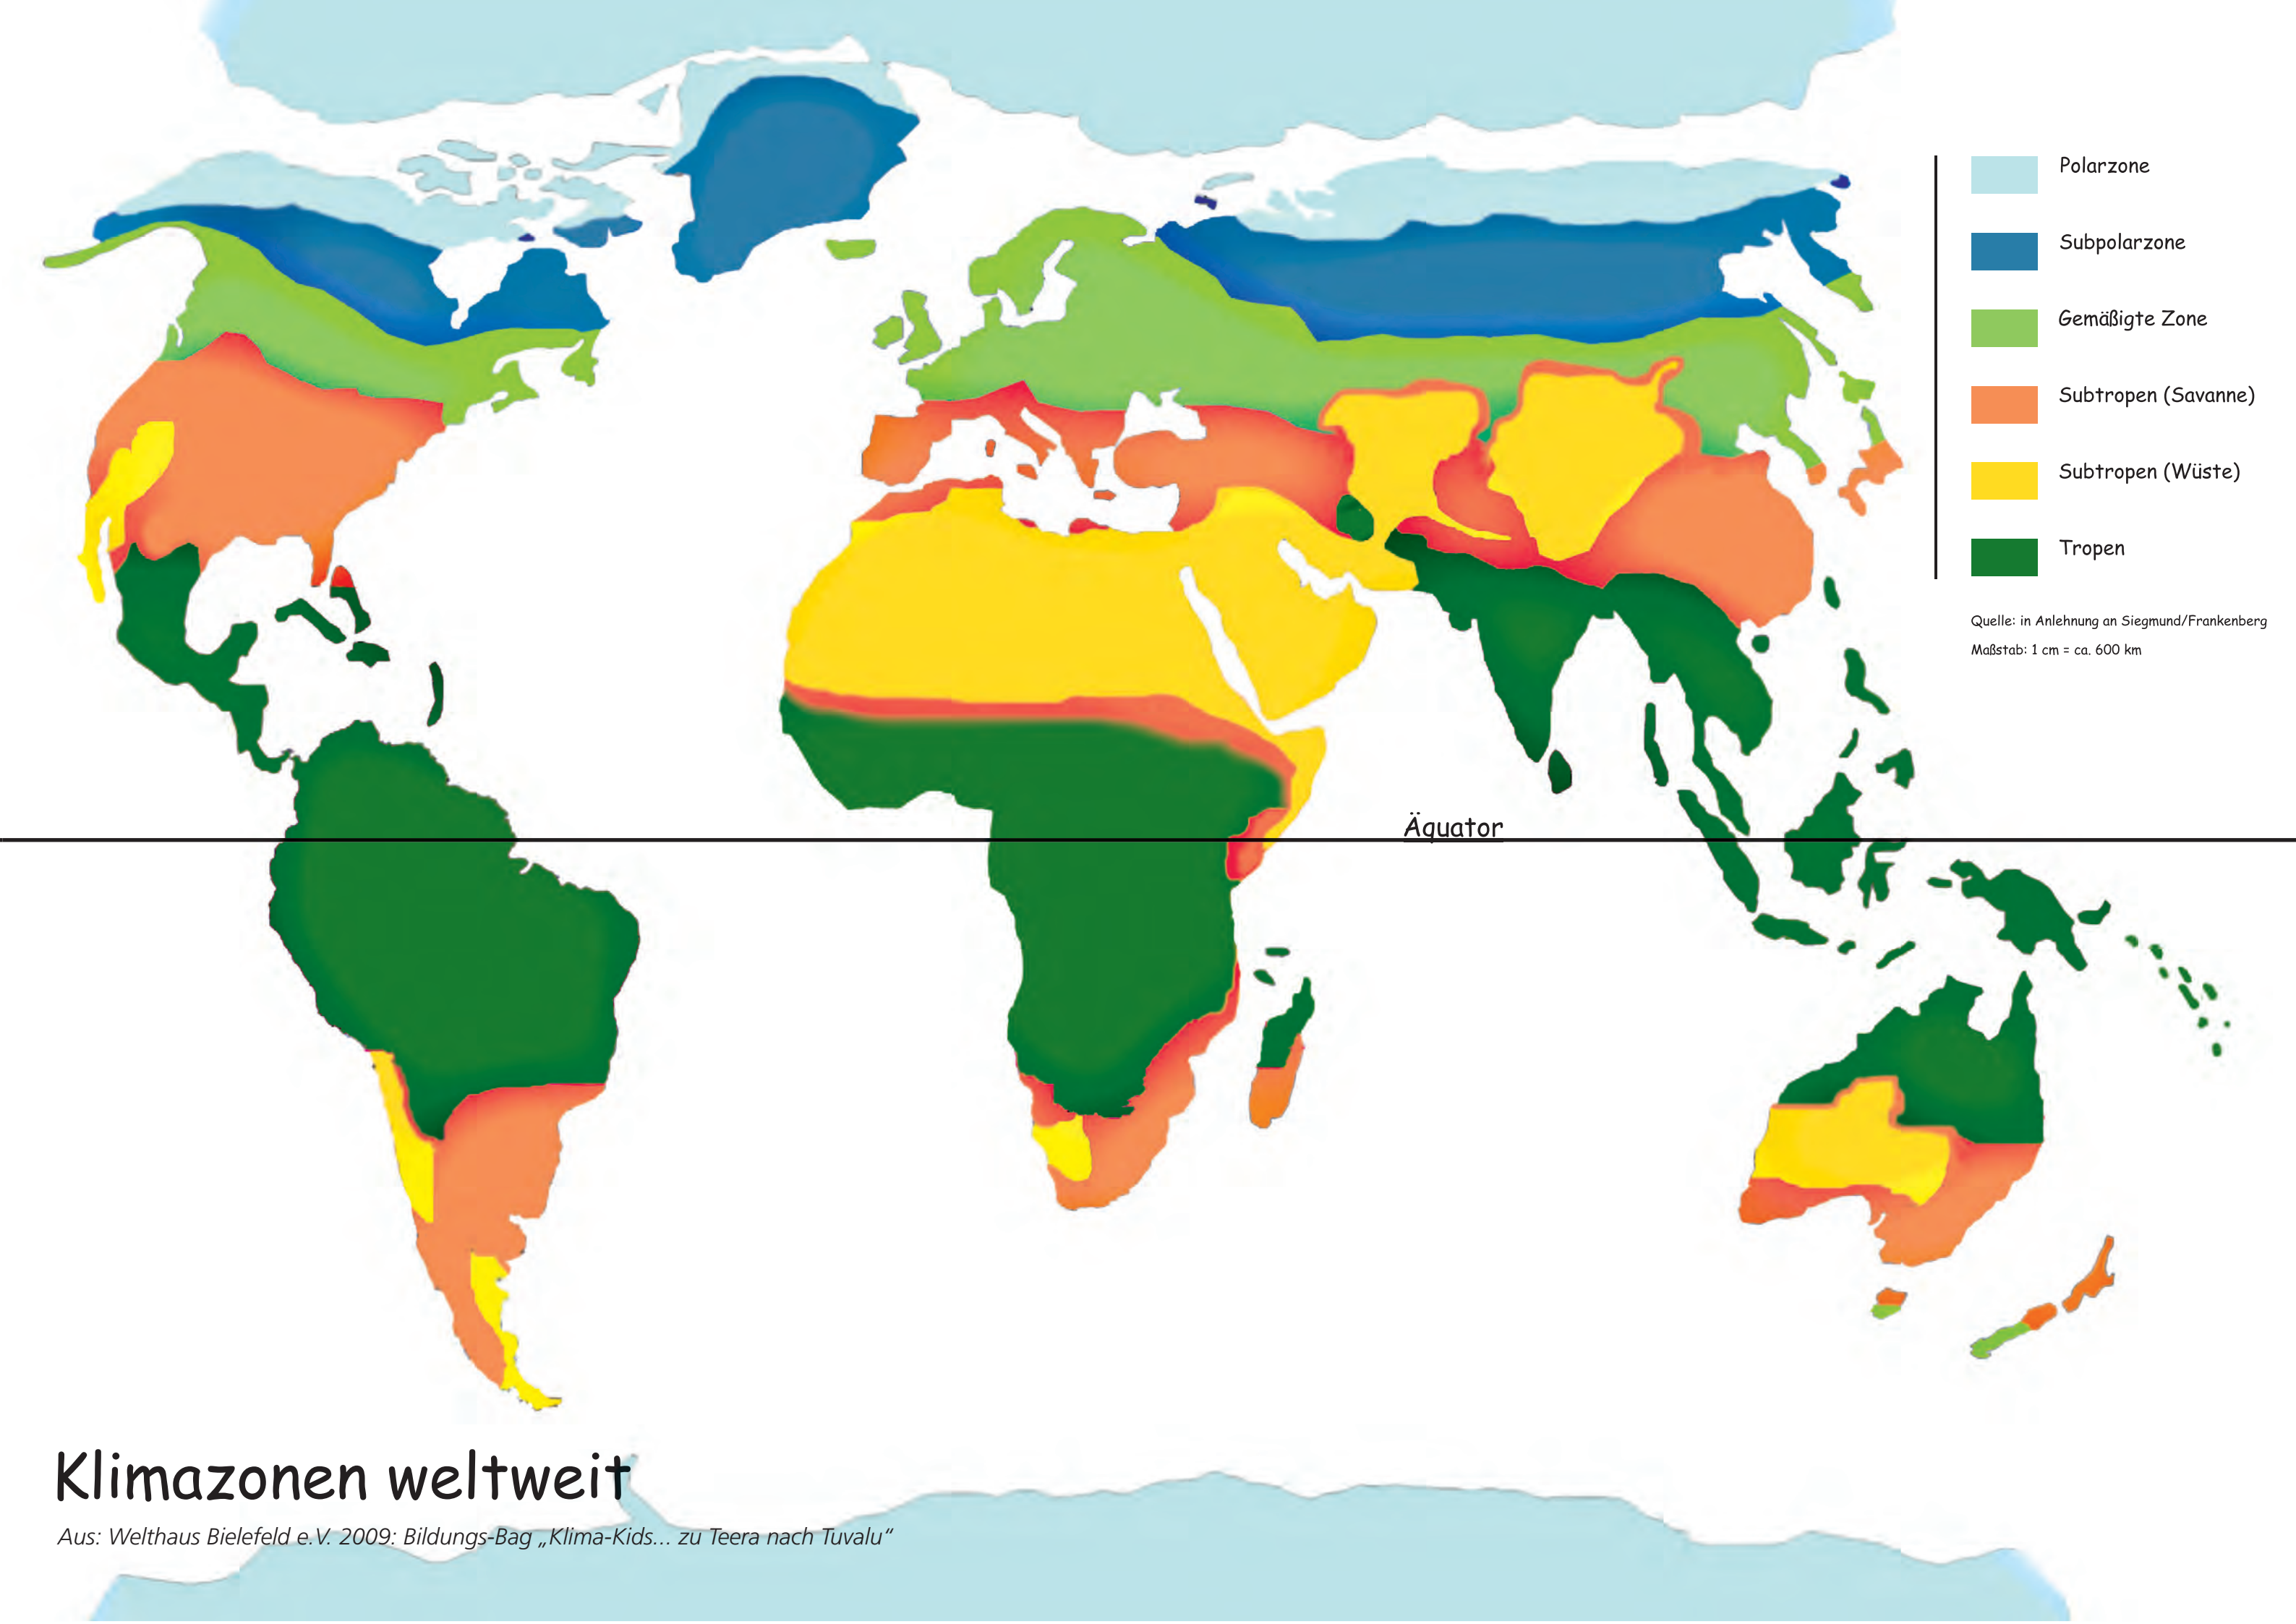 Polarzone
Subpolarzone
Gemäßigte Zone
Subtropen (Savanne)
Subtropen (Wüste)
Tropen
Quelle: in Anlehnung an Siegmund/Frankenberg
Maßstab: 1 cm = ca. 600 km
Äquator
Klimazonen weltweit
Aus: Welthaus Bielefeld e.V. 2009: Bildungs-Bag „Klima-Kids... zu Teera nach Tuvalu“